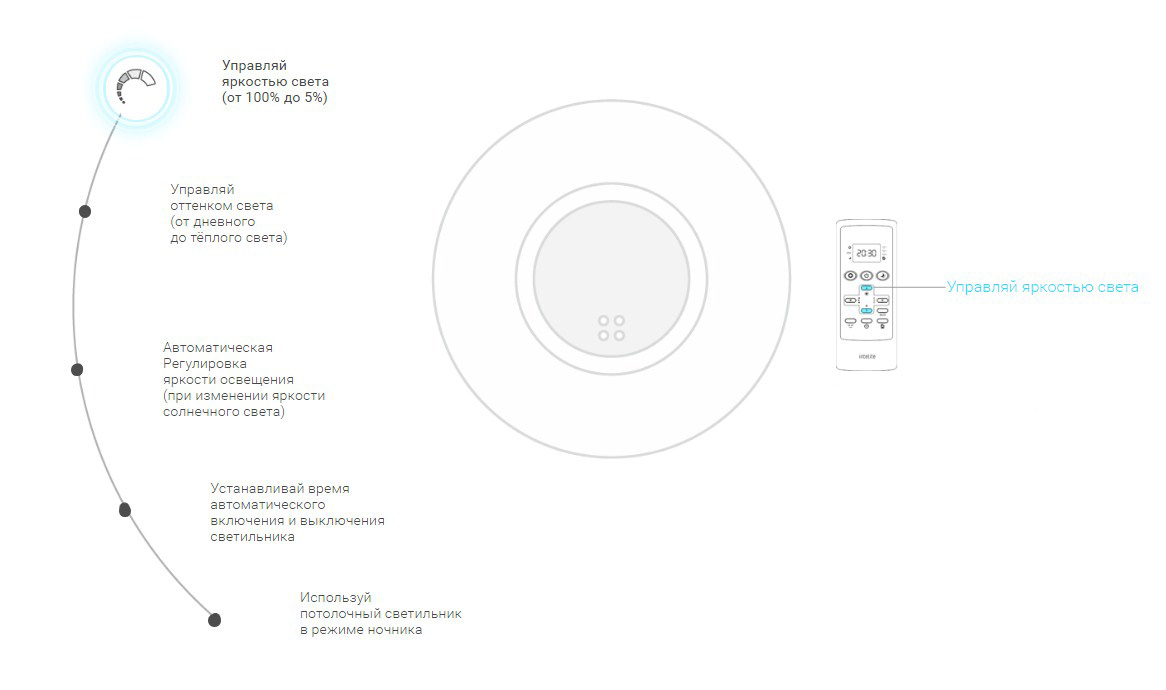 Управляй
яркостью света
(от 100% до 5%)
Управляй
оттенком света
(от дневного
до тёплого света)
Автоматическая
Регулировка
яркости освещения
(при изменении яркости
солнечного света)
Устанавливай время
автоматического
включения и выключения
светильника
Используй
потолочный светильник
в режиме ночника
20:30
Управляй яркостью света